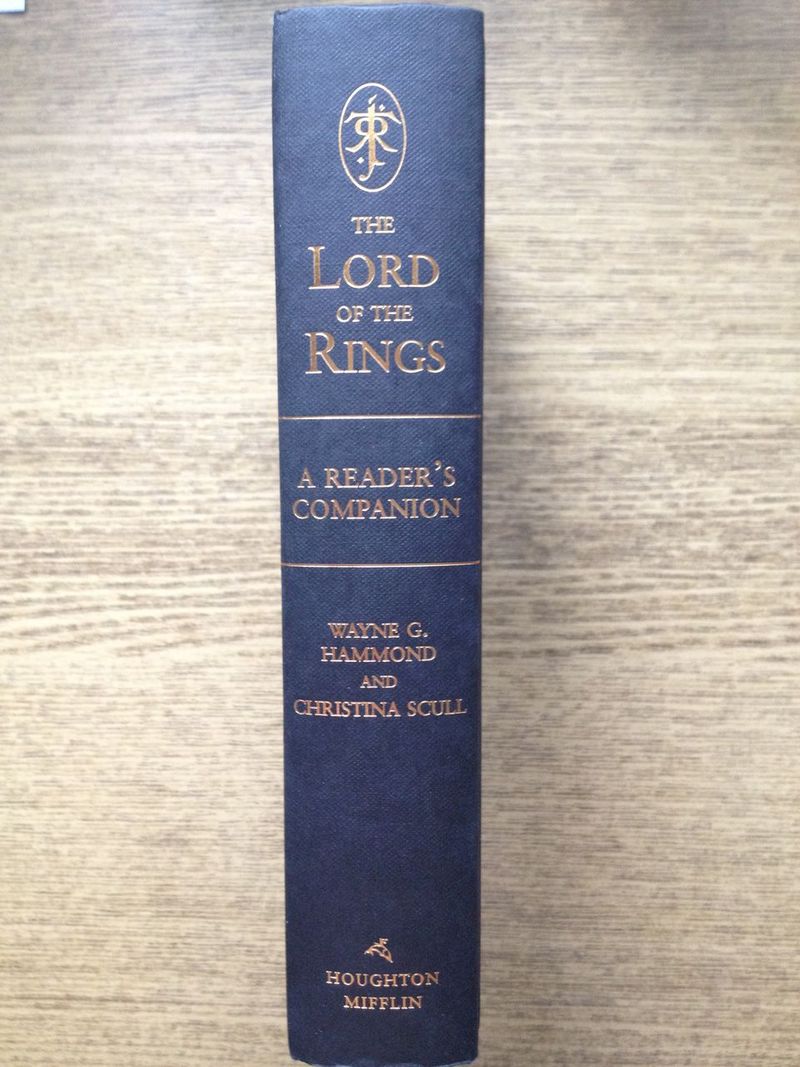 THE
LORD
OF THE
RINGS
A READER'S
COMPANION
WAYNE G.
HAMMOND
AND
CHRISTINA SCULL
HOUGHTON
MIFFLIN